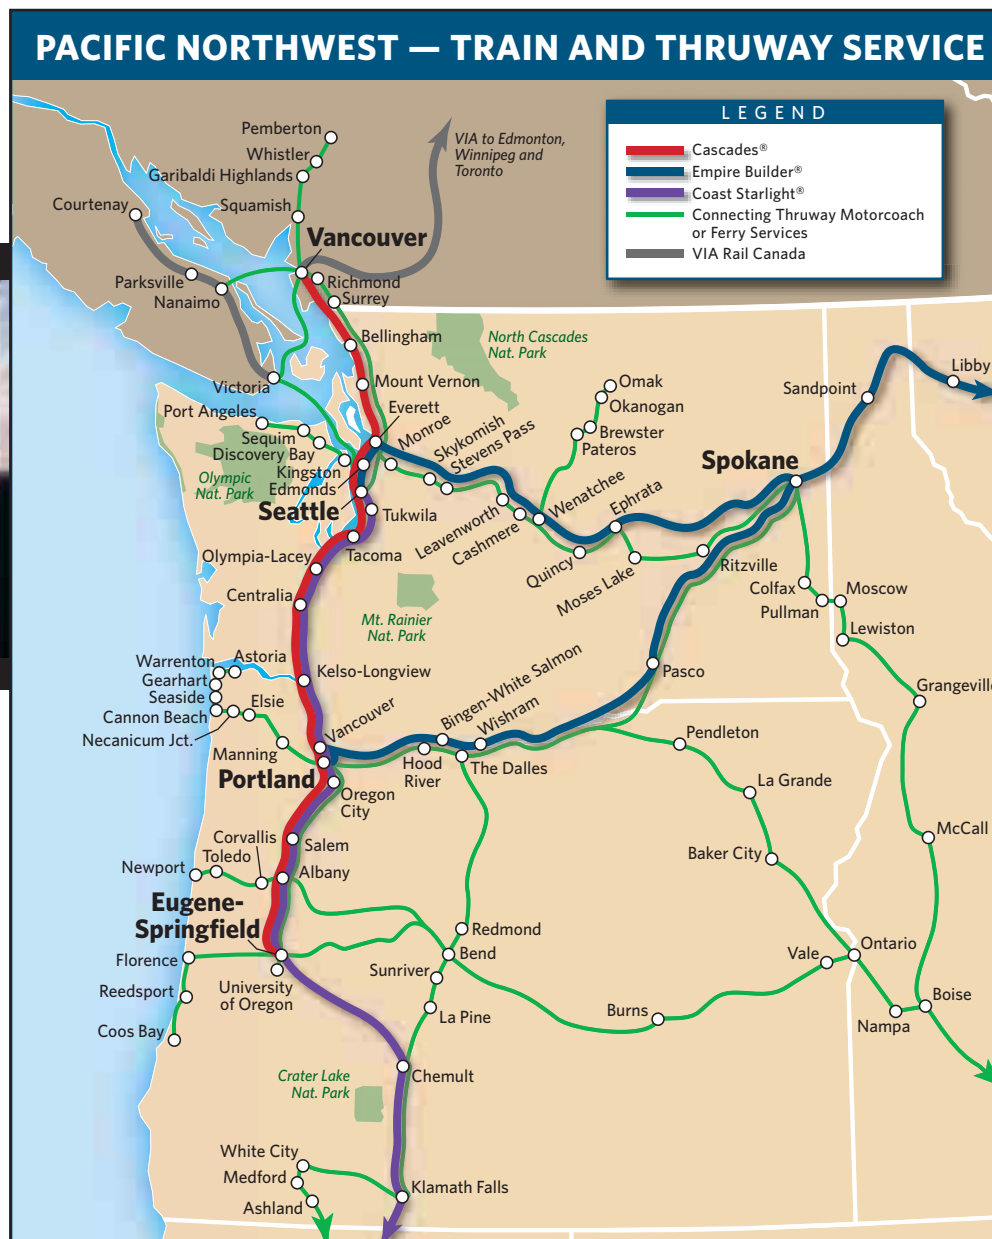 PACIFIC NORTHWEST — TRAIN AND THRUWAY SERVICE
LEGEND
Cascades®
Empire Builder®
Coast Starlight®
Connecting Thruway Motorcoach
or Ferry Services
VIA Rail Canada
VIA to Edmonton,
Winnipeg and
Toronto
Pemberton
Whistler
Garibaldi Highlands
Squamish
Courtenay
Vancouver
Parksville
Nanaimo
Richmond
Surrey
Bellingham
North Cascades
Nat. Park
Victoria
Mount Vernon
Port Angeles
Everett
Monroe
Skykomish
Stevens Pass
Omak
Okanogan
Brewster
Pateros
Sandpoint
Libby
Sequim
Discovery Bay
Kingston
Edmonds
Olympic
Nat. Park
Seattle
Tukwila
Spokane
Leavenworth
Cashmere
Wenatchee
Ephrata
Quincy
Moses Lake
Ritzville
Tacoma
Olympia-Lacey
Centralia
Mt. Rainier
Nat. Park
Colfax
Pullman
Moscow
Lewiston
Grangeville
Warrenton
Astoria
Gearhart
Seaside
Cannon Beach
Elsie
Necanicum Jct.
Manning
Kelso-Longview
Vancouver
Bingen-White Salmon
Wishram
Pasco
Portland
Hood
River
The Dalles
Pendleton
La Grande
Oregon
City
Corvallis
Toledo
Newport
Salem
Albany
Baker City
McCall
Eugene-
Springfield
Redmond
Bend
Florence
Sunriver
Vale
Ontario
Reedsport
University
of Oregon
La Pine
Burns
Nampa
Boise
Coos Bay
Crater Lake
Nat. Park
Chemult
White City
Medford
Ashland
Klamath Falls